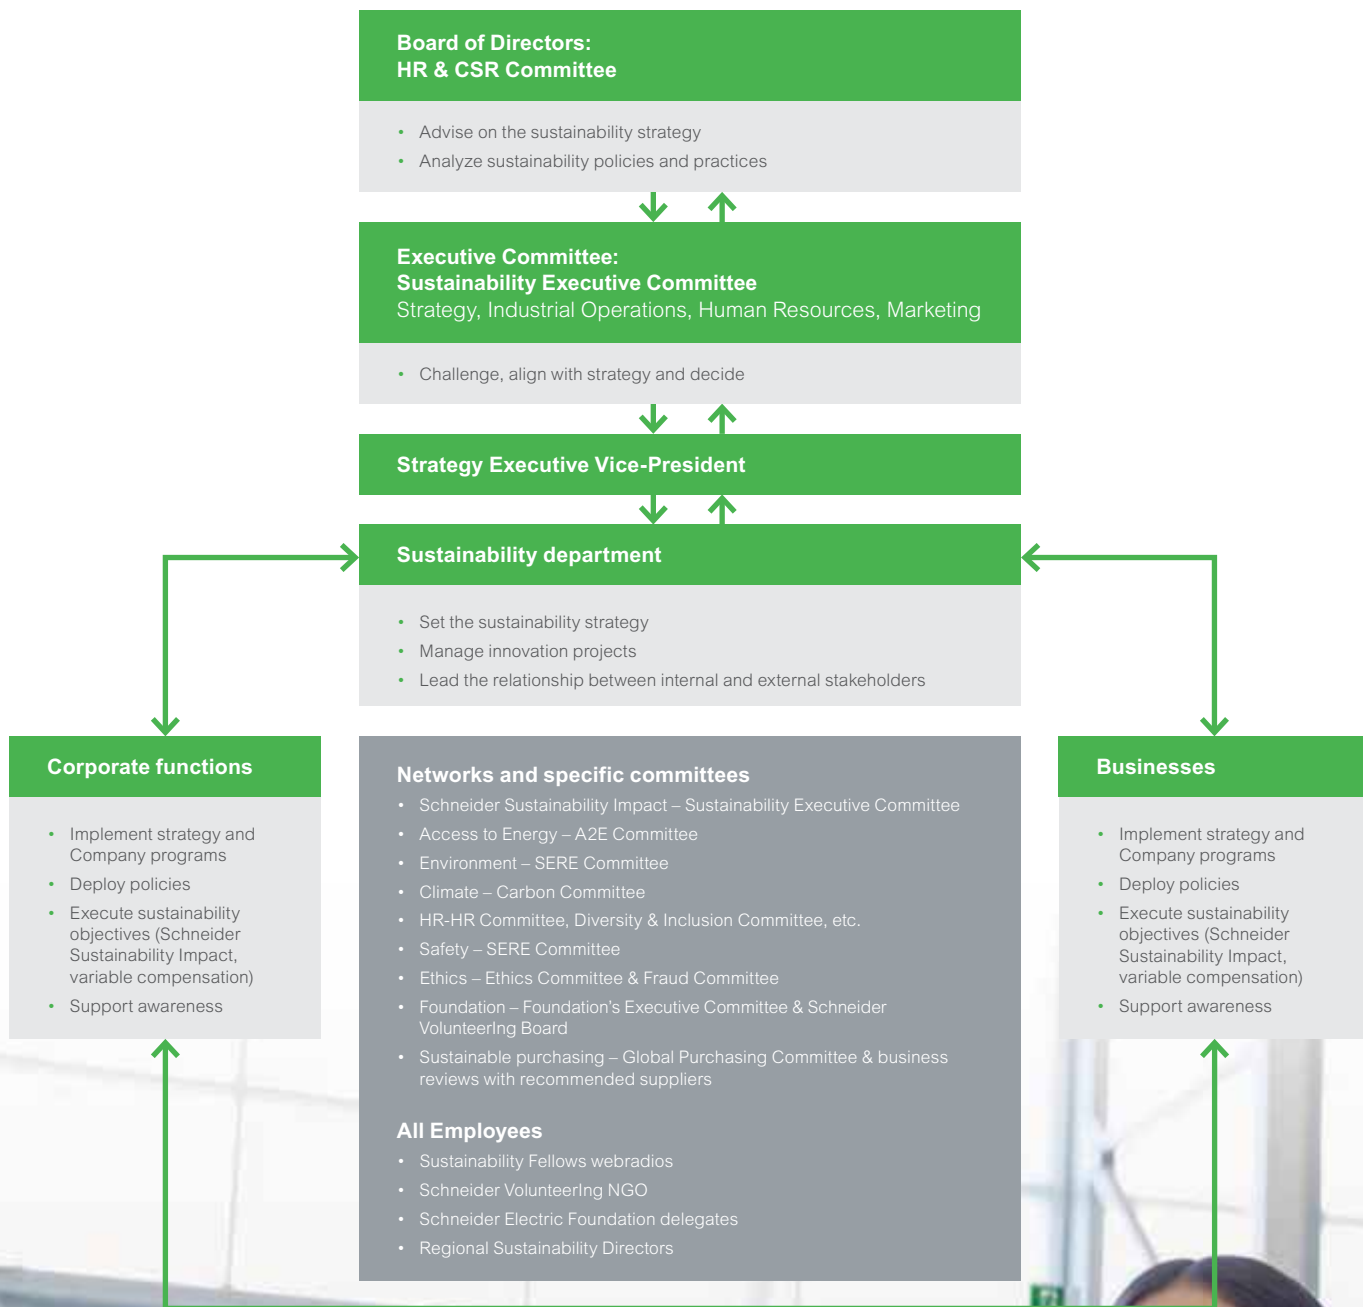 Board of Directors:
HR & CSR Committee
• Advise on the sustainability strategy
• Analyze sustainability policies and practices
Executive Committee:
Sustainability Executive Committee
Strategy, Industrial Operations, Human Resources, Marketing
• Challenge, align with strategy and decide
Strategy Executive Vice-President
Sustainability department
• Set the sustainability strategy
• Manage innovation projects
• Lead the relationship between internal and external stakeholders
Corporate functions
• Implement strategy and
Company programs
• Deploy policies
• Execute sustainability
objectives (Schneider
Sustainability Impact,
variable compensation)
• Support awareness
Networks and specific committees
• Schneider Sustainability Impact – Sustainability Executive Committee
• Access to Energy – A2E Committee
• Environment – SERE Committee
• Climate – Carbon Committee
• HR-HR Committee, Diversity & Inclusion Committee, etc.
• Safety – SERE Committee
• Ethics – Ethics Committee & Fraud Committee
• Foundation – Foundation’s Executive Committee & Schneider
VolunteerIng Board
• Sustainable purchasing – Global Purchasing Committee & business
reviews with recommended suppliers
All Employees
• Sustainability Fellows webradios
• Schneider VolunteerIng NGO
• Schneider Electric Foundation delegates
• Regional Sustainability Directors
Businesses
• Implement strategy and
Company programs
• Deploy policies
• Execute sustainability
objectives (Schneider
Sustainability Impact,
variable compensation)
• Support awareness